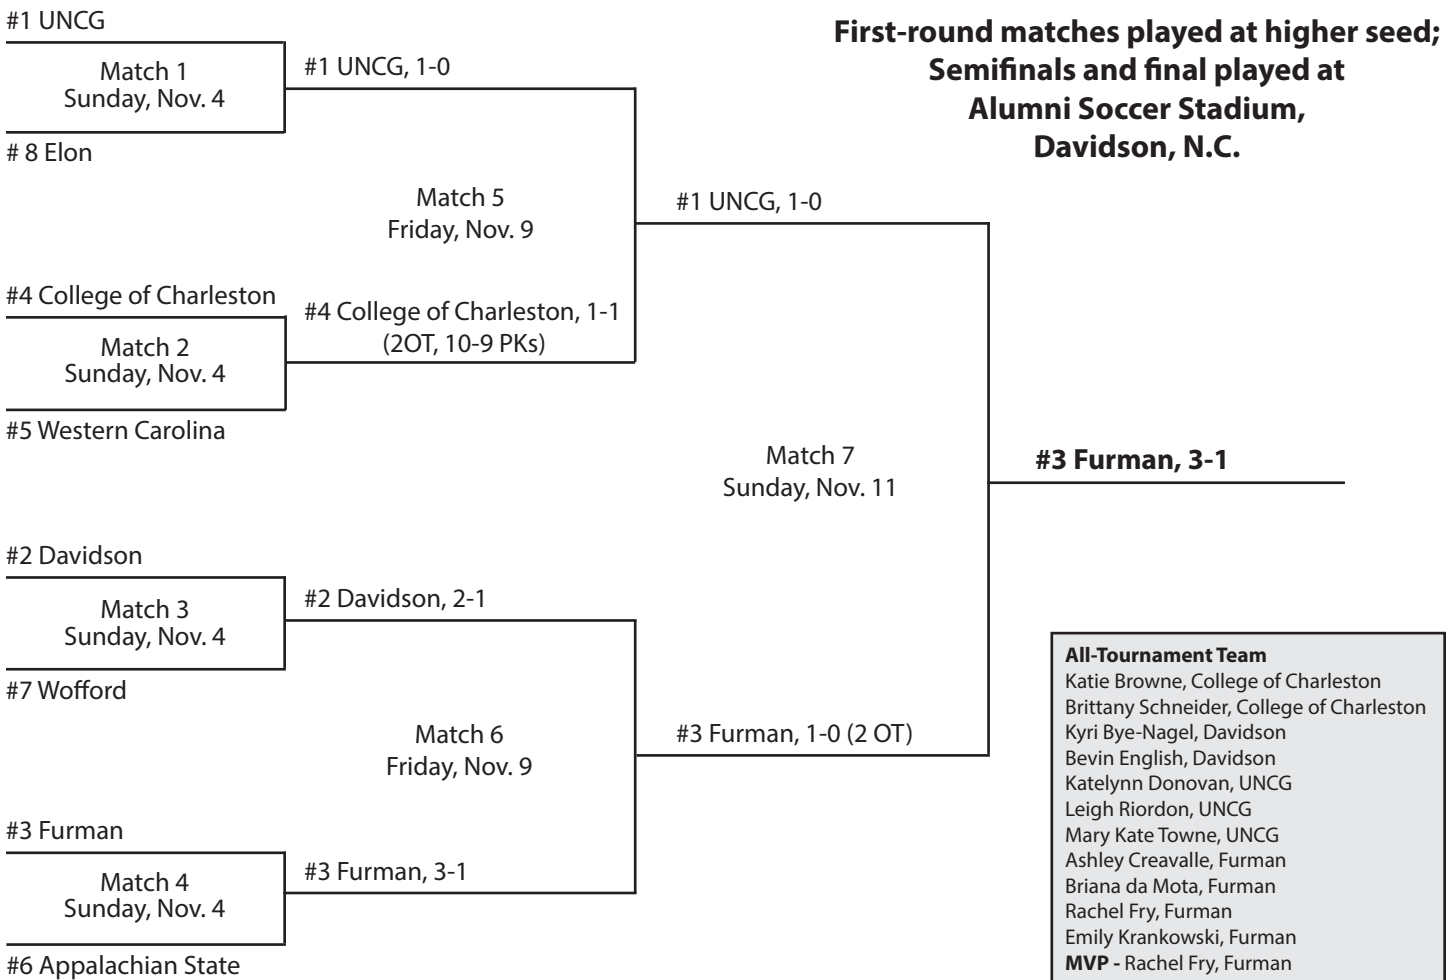 #1 UNCG
Match 1
Sunday, Nov. 4
# 8 Elon
#1 UNCG, 1-0
First-round matches played at higher seed;
Semifinals and final played at
Alumni Soccer Stadium,
Davidson, N.C.
Match 5
Friday, Nov. 9
#1 UNCG, 1-0
#4 College of Charleston
Match 2
Sunday, Nov. 4
#5 Western Carolina
#4 College of Charleston, 1-1
(2OT, 10-9 PKs)
Match 7
Sunday, Nov. 11
#3 Furman, 3-1
#2 Davidson
Match 3
Sunday, Nov. 4
#7 Wofford
#2 Davidson, 2-1
Match 6
Friday, Nov. 9
#3 Furman, 1-0 (2 OT)
#3 Furman
Match 4
Sunday, Nov. 4
#6 Appalachian State
#3 Furman, 3-1
All-Tournament Team
Katie Browne, College of Charleston
Brittany Schneider, College of Charleston
Kyri Bye-Nagel, Davidson
Bevin English, Davidson
Katelynn Donovan, UNCG
Leigh Riordon, UNCG
Mary Kate Towne, UNCG
Ashley Creavalle, Furman
Briana da Mota, Furman
Rachel Fry, Furman
Emily Krankowski, Furman
MVP - Rachel Fry, Furman